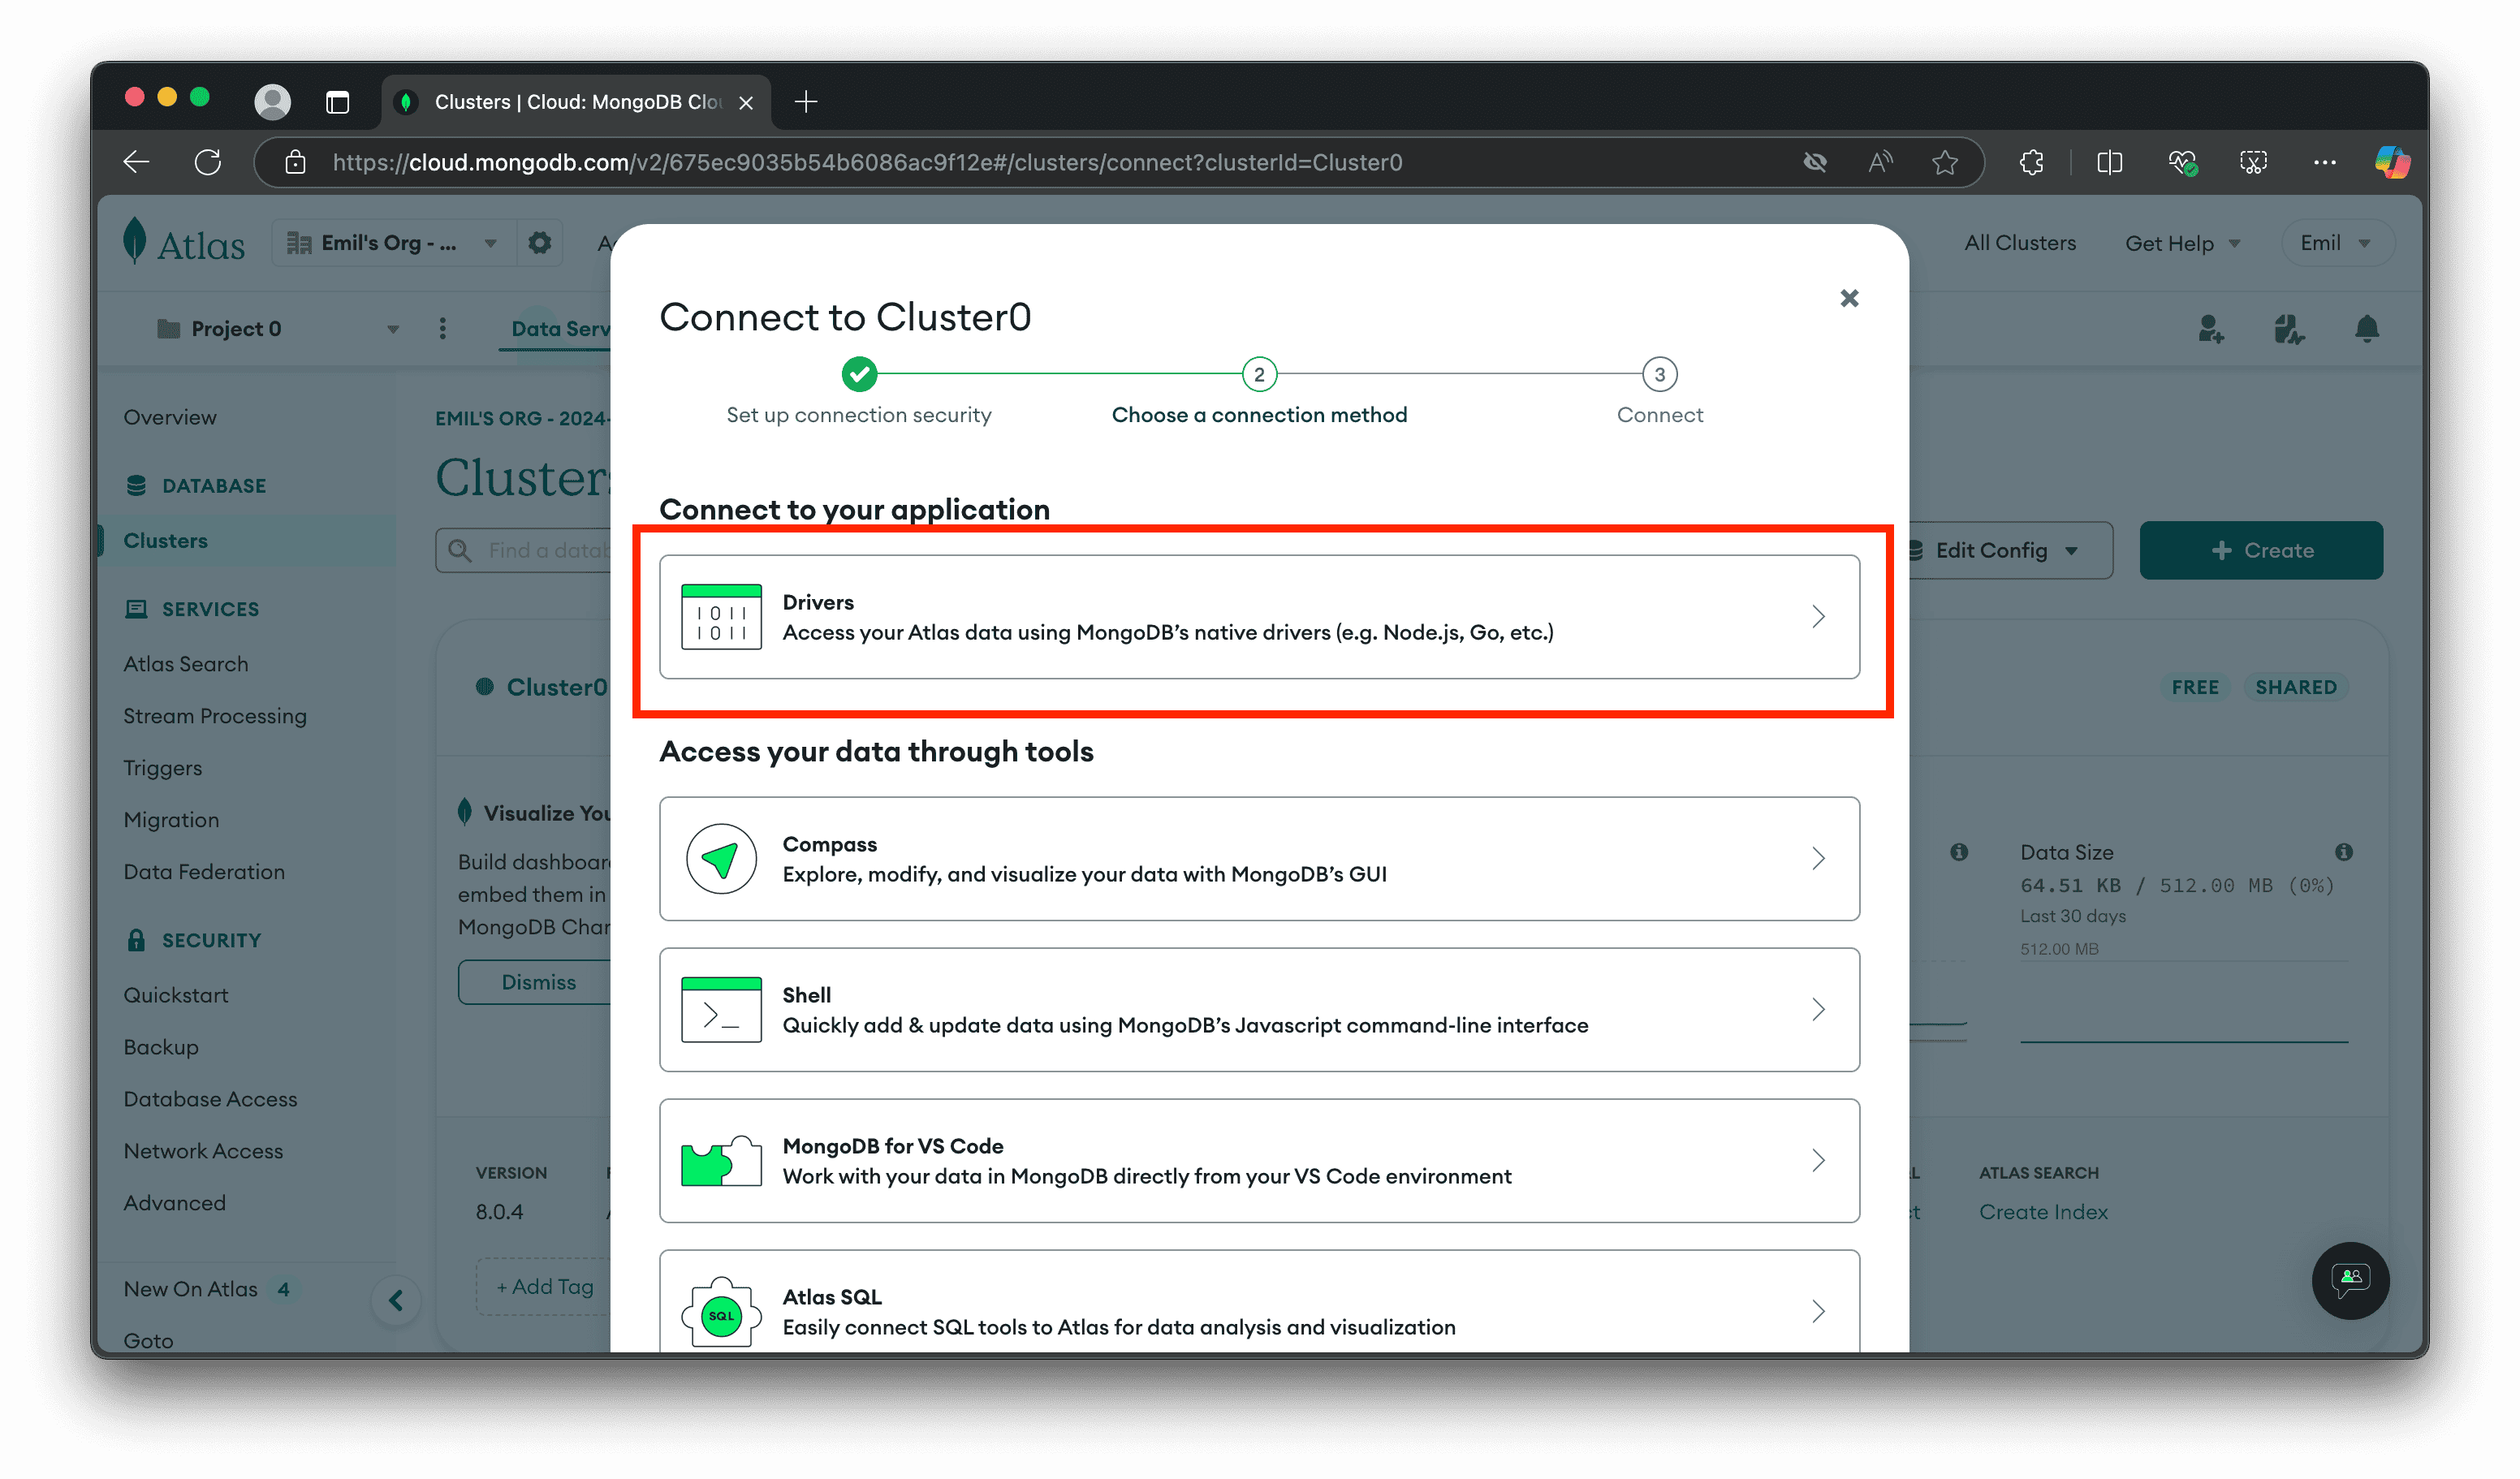 Clusters | Cloud: MongoDB Clou
https://cloud.mongodb.com/v2/675ec9035b54b6086ac9f12e#/clusters/connect?clusterId=Cluster0
Atlas
Emil's Org - ...
All Clusters
Get Help
Emil
Project 0
Data Serv
Overview
DATABASE
Clusters
SERVICES
Atlas Search
Stream Processing
Triggers
Migration
Data Federation
SECURITY
Quickstart
Backup
Database Access
Network Access
Advanced
New On Atlas 4
Goto
EMIL'S ORG - 2024-
Clusters
Find a datab
Edit Config
+ Create
Cluster0
FREE
SHARED
Visualize You
Build dashboar
embed them in
MongoDB Char
Dismiss
Data Size
64.51 KB / 512.00 MB (0%)
Last 30 days
512.00 MB
VERSION
8.0.4
ATLAS SEARCH
Create Index
+ Add Tag
Connect to Cluster0
2
3
Set up connection security
Choose a connection method
Connect
Connect to your application
1011
1011
Drivers
Access your Atlas data using MongoDB’s native drivers (e.g. Node.js, Go, etc.)
Access your data through tools
Compass
Explore, modify, and visualize your data with MongoDB’s GUI
Shell
Quickly add & update data using MongoDB’s Javascript command-line interface
MongoDB for VS Code
Work with your data in MongoDB directly from your VS Code environment
SQL
Atlas SQL
Easily connect SQL tools to Atlas for data analysis and visualization